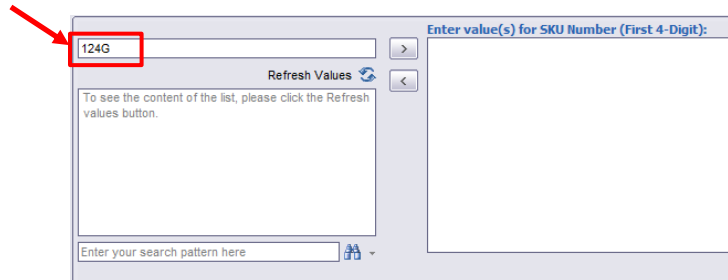 Enter value(s) for SKU Number (First 4-Digit):
124G
>
Refresh Values
<
To see the content of the list, please click the Refresh
values button.
Enter your search pattern here